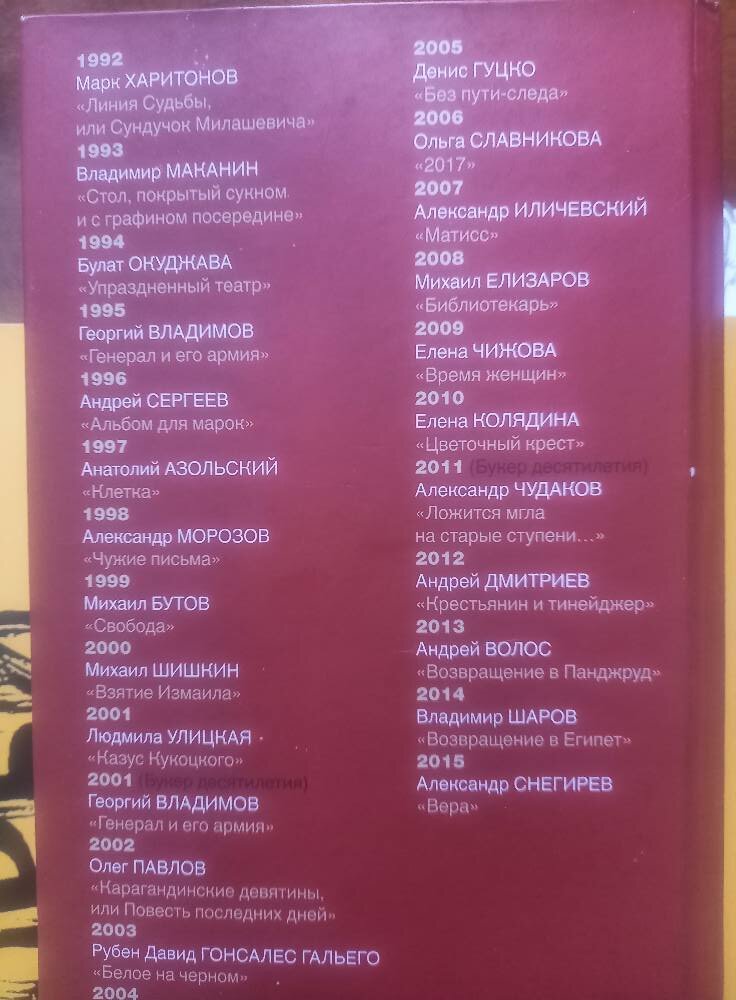 1992
Марк ХАРИТОНОВ
«Линия Судьбы,
или Сундучок Милашевича»
1993
Владимир МАКАНИН
«Стол, покрытый сукном
и с графином посередине»
1994
Булат ОКУДЖАВА
«Упраздненный театр»
1995
Георгий ВЛАДИМОВ
«Генерал и его армия»
1996
Андрей СЕРГЕЕВ
«Альбом для марок»
1997
Анатолий АЗОЛЬСКИЙ
«Клетка»
1998
Александр МОРОЗОВ
«Чужие письма»
1999
Михаил БУТОВ
«Свобода»
2000
Михаил ШИШКИН
«Взятие Измаила»
2001
Людмила УЛИЦКАЯ
«Казус Кукоцкого»
2001 (Букер десятилетия)
Георгий ВЛАДИМОВ
«Генерал и его армия»
2002
Олег ПАВЛОВ
«Карагандинские девятины,
или Повесть последних дней»
2003
Рубен Давид ГОНСАЛЕС ГАЛЬЕГО
«Белое на черном»
2004
2005
Денис ГУЦКО
«Без пути-следа»
2006
Ольга СЛАВНИКОВА
«2017»
2007
Александр ИЛИЧЕВСКИЙ
«Матисс»
2008
Михаил ЕЛИЗАРОВ
«Библиотекарь»
2009
Елена ЧИЖОВА
«Время женщин»
2010
Елена КОЛЯДИНА
«Цветочный крест»
2011 (Букер десятилетия)
Александр ЧУДАКОВ
«Ложится мгла
на старые ступени...»
2012
Андрей ДМИТРИЕВ
«Крестьянин и тинейджер»
2013
Андрей ВОЛОС
«Возвращение в Панджруд»
2014
Владимир ШАРОВ
«Возвращение в Египет»
2015
Александр СНЕГИРЕВ
«Вера»